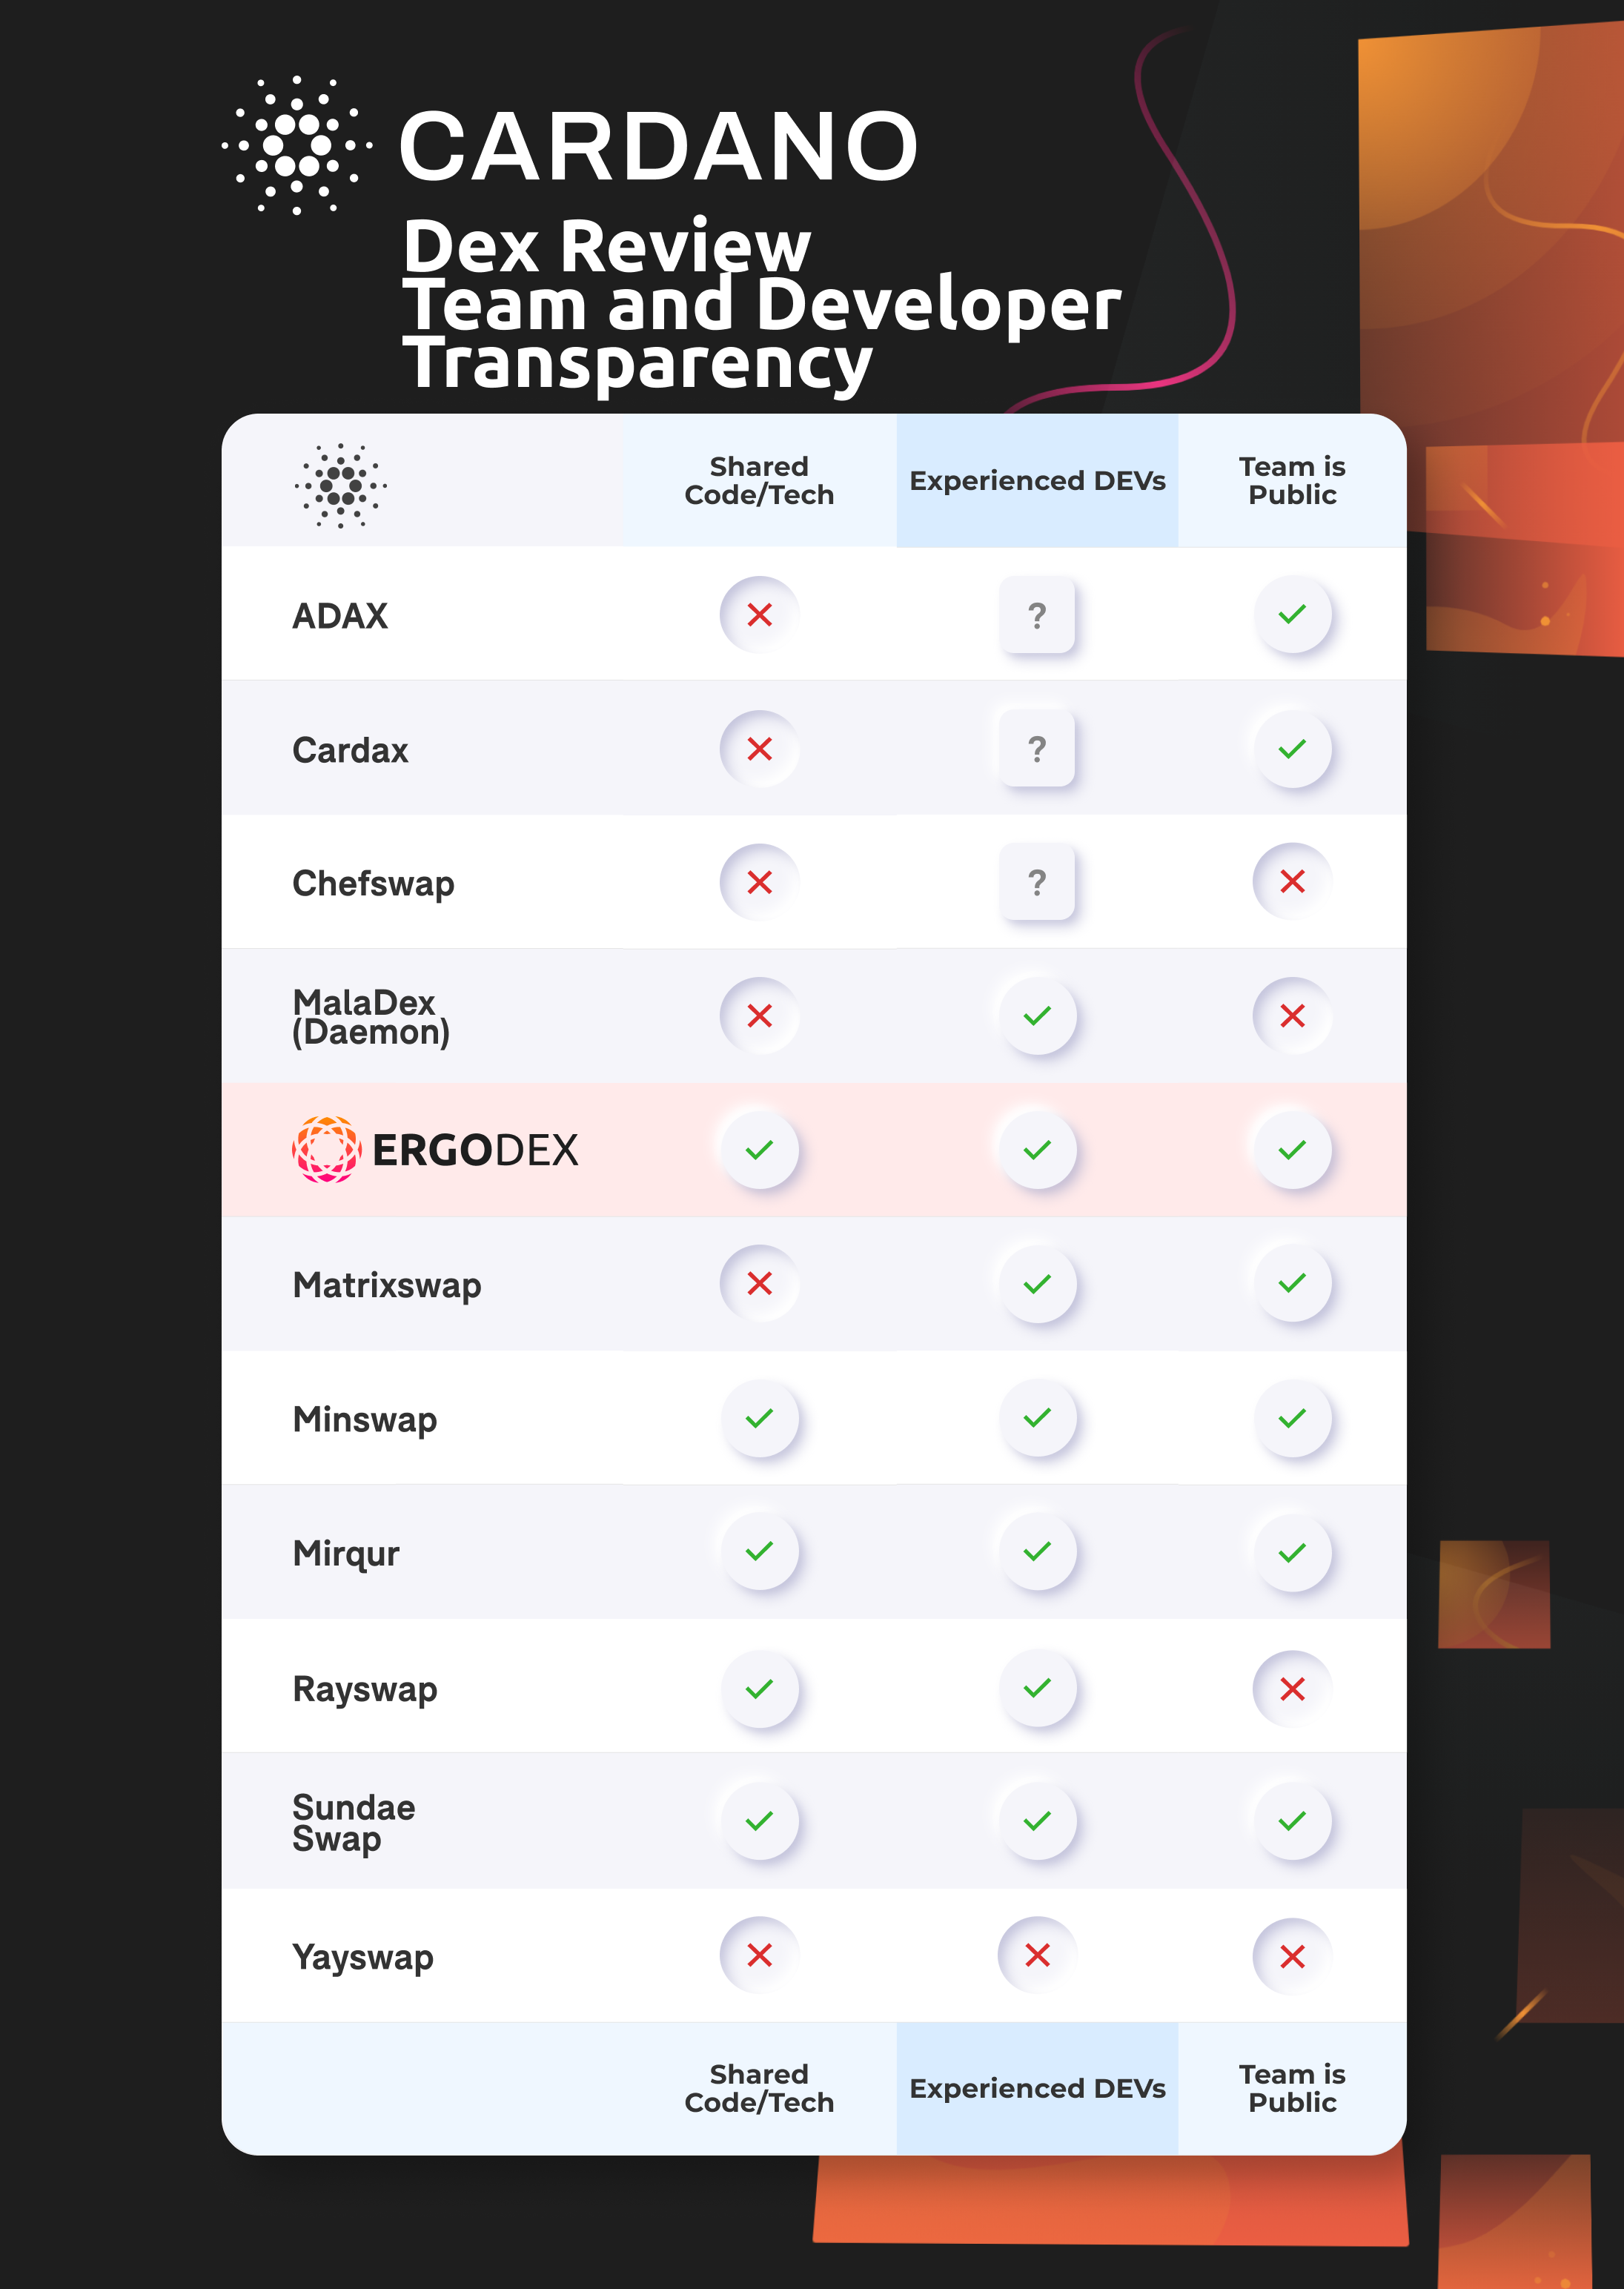 CARDANO
Dex Review
Team and Developer
Transparency
Shared
Code/Tech
Experienced DEVs
Team is
Public
ADAX
?
Cardax
?
Chefswap
?
MalaDex
(Daemon)
ERGODEX
Matrixswap
Minswap
Mirqur
Rayswap
Sundae
Swap
Yayswap
Shared
Code/Tech
Experienced DEVs
Team is
Public